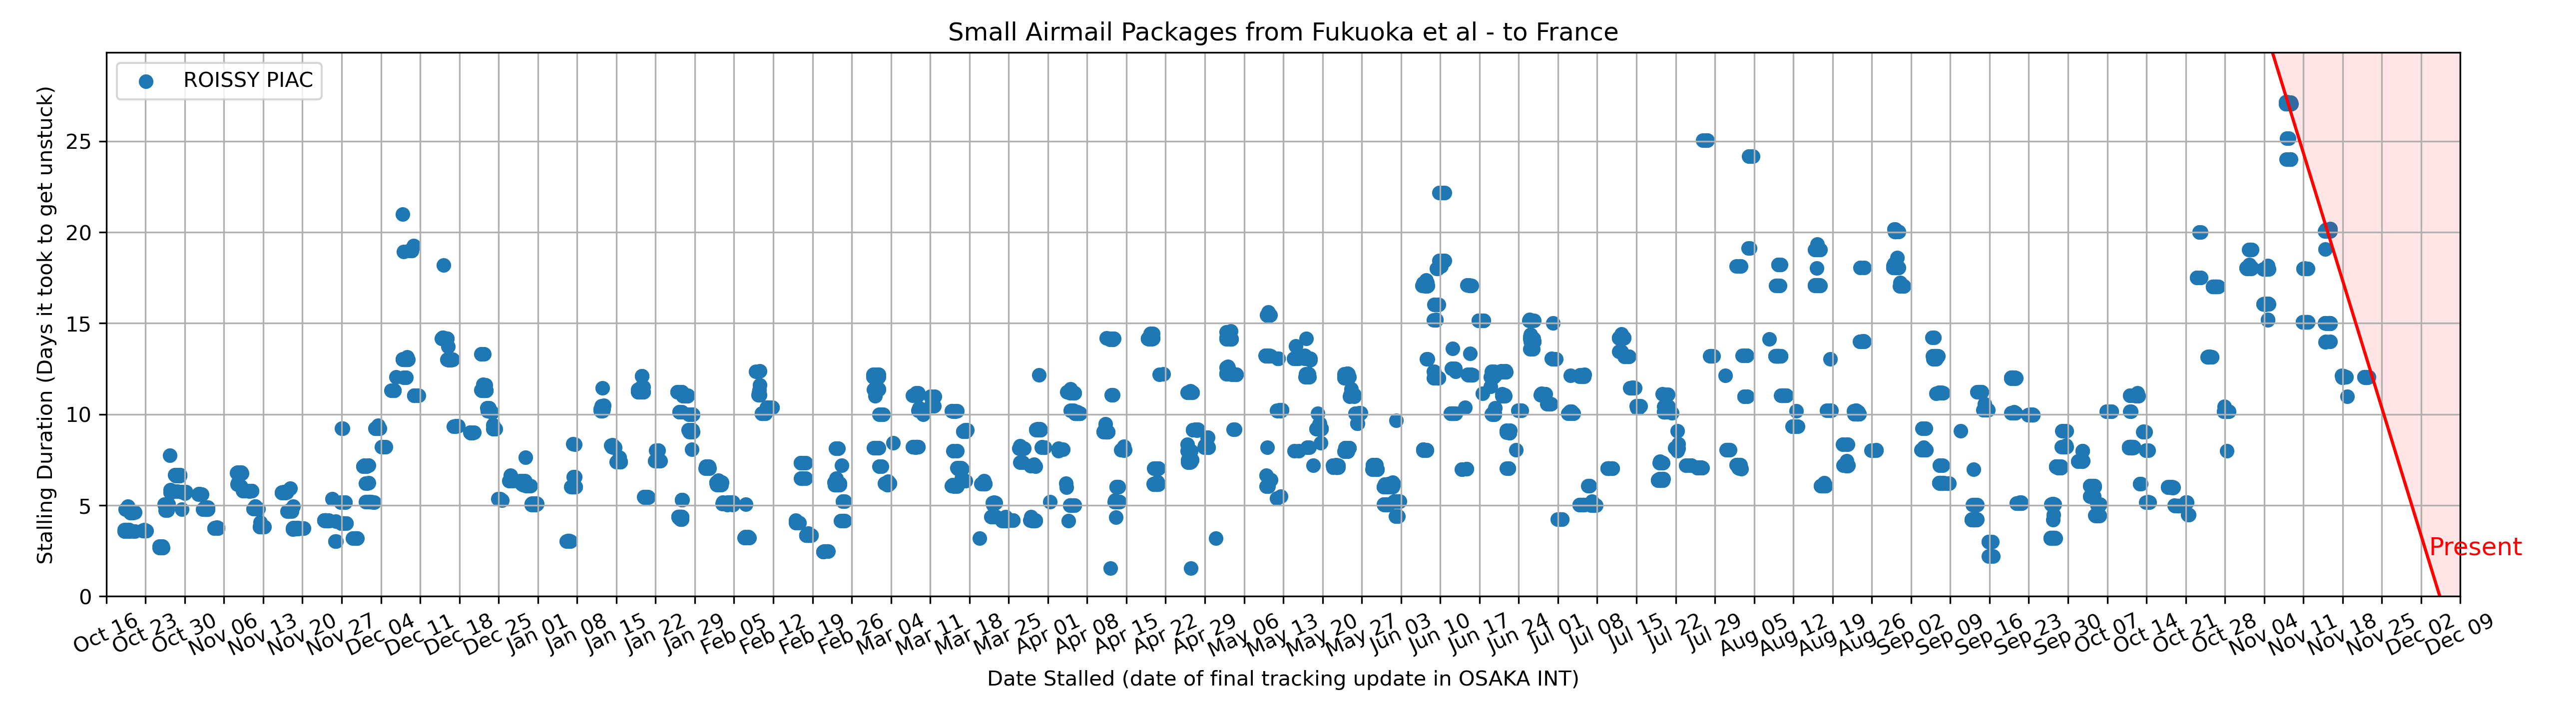 Small Airmail Packages from Fukuoka et al - to France
ROISSY PIAC
Stalling Duration (Days it took to get unstuck)
25
20
15
10
5
0
Present
Oct 16 Oct 23 Oct 30 Nov 06 Nov 13 Nov 20 Nov 27 Dec 04 Dec 11 Dec 18 Dec 25 Jan 01 Jan 08 Jan 15 Jan 22 Jan 29 Feb 05 Feb 12 Feb 19 Feb 26 Mar 04 Mar 11 Mar 18 Mar 25 Apr 01 Apr 08 Apr 15 Apr 22 Apr 29 May 06 May 13 May 20 May 27 Jun 03 Jun 10 Jun 17 Jun 24 Jul 01 Jul 08 Jul 15 Jul 22 Jul 29 Aug 05 Aug 12 Aug 19 Aug 26 Sep 02 Sep 09 Sep 16 Sep 23 Sep 30 Oct 07 Oct 14 Oct 21 Oct 28 Nov 04 Nov 11 Nov 18 Nov 25 Dec 02 Dec 09
Date Stalled (date of final tracking update in OSAKA INT)